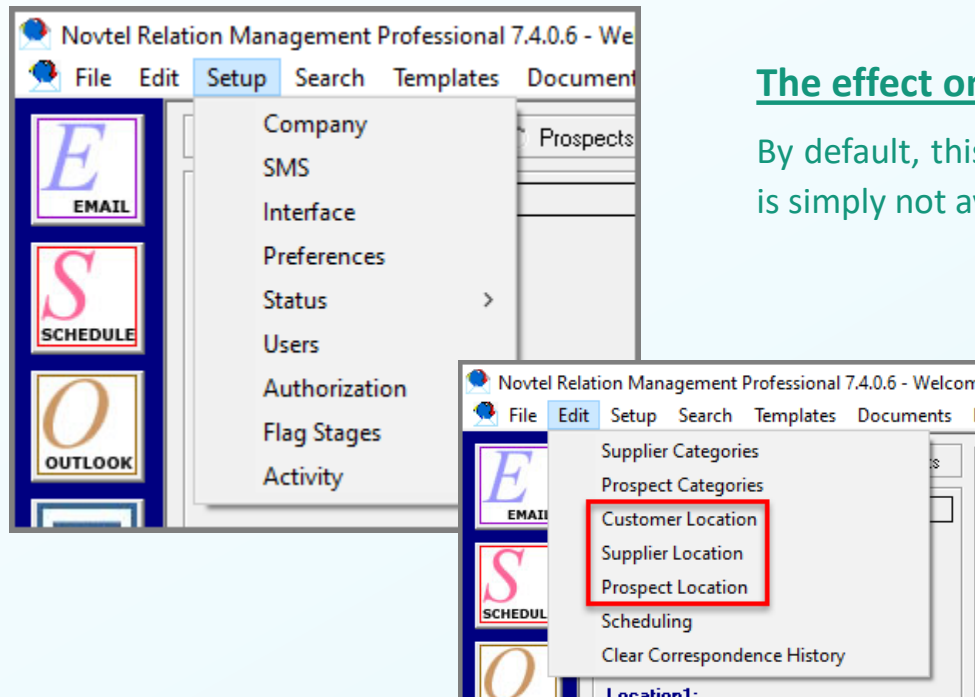 Novtel Relation Management Professional 7.4.0.6 - We
File Edit Setup Search Templates Document
Company
SMS
Interface
Preferences
Status >
Users
Authorization
Flag Stages
Activity
Prospects
E
EMAIL
S
SCHEDULE
O
OUTLOOK
The effect o
By default, this
is simply not a
Novtel Relation Management Professional 7.4.0.6 - Welcom
File Edit Setup Search Templates Documents
Supplier Categories
Prospect Categories
Customer Location
Supplier Location
Prospect Location
Scheduling
Clear Correspondence History
E
EMAI
S
SCHEDUL
O
Location1: